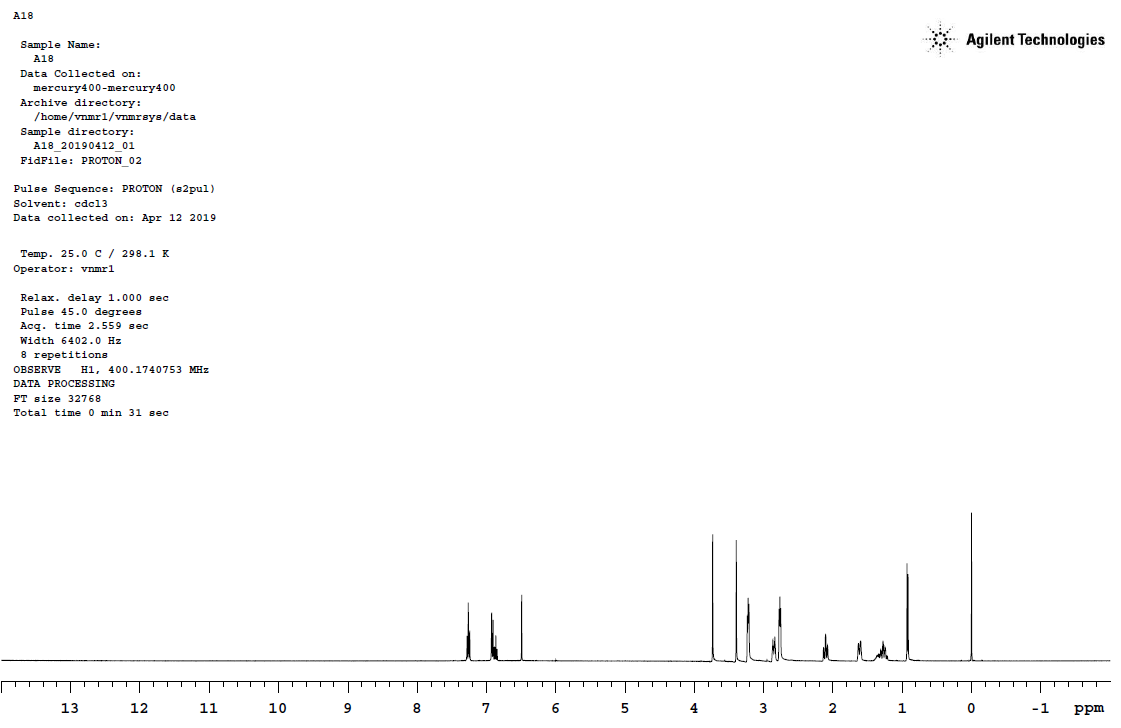 A18
Agilent Technologies
Sample Name:
A18
Data Collected on:
mercury400-mercury400
Archive directory:
/home/vnmr1/vnmrsys/data
Sample directory:
A18_20190412_01
FidFile: PROTON_02
Pulse Sequence: PROTON (s2pul)
Solvent: cdcl3
Data collected on: Apr 12 2019
Temp. 25.0 C / 298.1 K
Operator: vnmr1
Relax. delay 1.000 sec
Pulse 45.0 degrees
Acq. time 2.559 sec
Width 6402.0 Hz
8 repetitions
OBSERVE H1, 400.1740753 MHz
DATA PROCESSING
FT size 32768
Total time 0 min 31 sec
13 12 11 10 9 8 7 6 5 4 3 2 1 0 -1 ppm